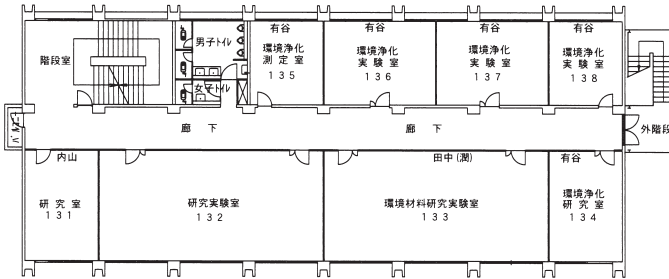 階段室
男子トイレ
女子トイレ
有谷
環境浄化
測定室
135
有谷
環境浄化
実験室
136
有谷
環境浄化
実験室
137
有谷
環境浄化
実験室
138
バルコニー
廊下
廊下
外階段
内山
研究室
131
研究実験室
132
田中(潤)
環境材料研究実験室
133
有谷
環境浄化
研究室
134